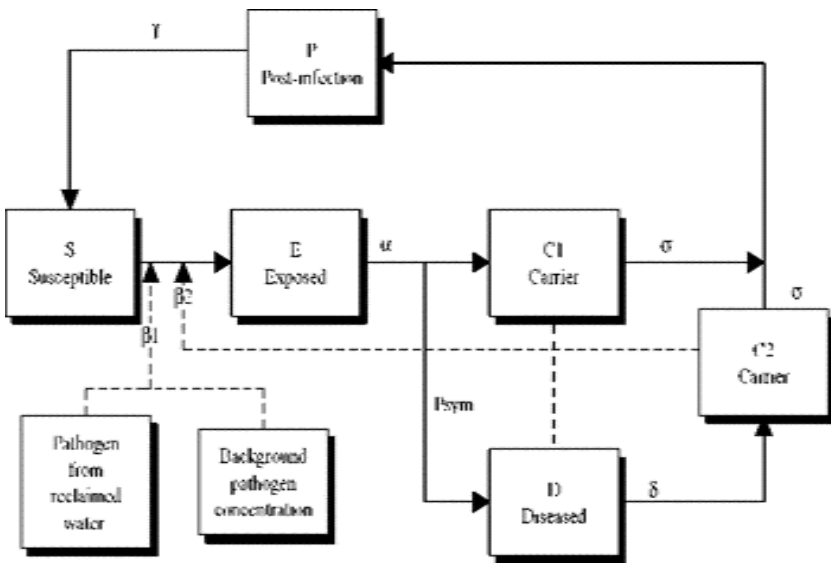 γ
P
Post-infection
S
Susceptible
E
Exposed
α
C1
Carrier
σ
β2
β1
σ
C2
Carrier
Psym
Pathogen
from
reclaimed
water
Background
pathogen
concentration
D
Diseased
δ